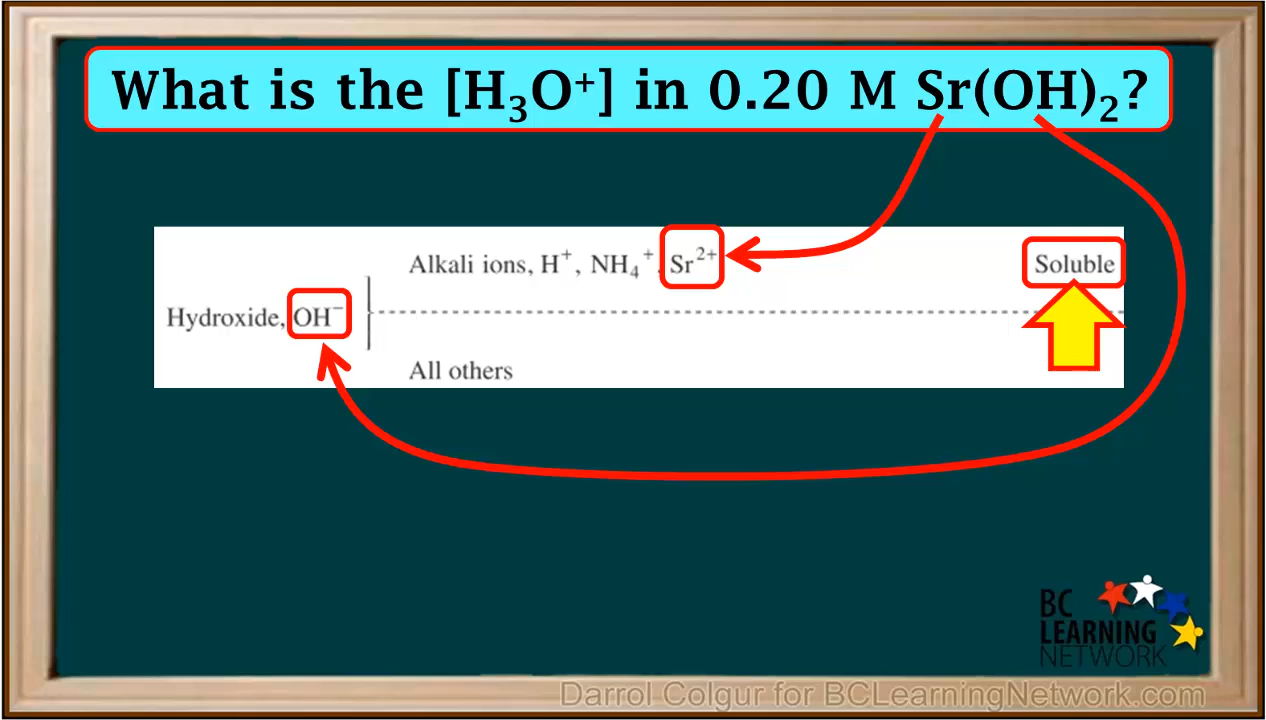 What is the [H₃O⁺] in 0.20 M Sr(OH)₂?
Alkali ions, H⁺, NH₄⁺, Sr²⁺ Soluble
Hydroxide, OH⁻
All others
BC
LEARNING
NETWORK
Darrol Colgur for BCLearningNetwork.com